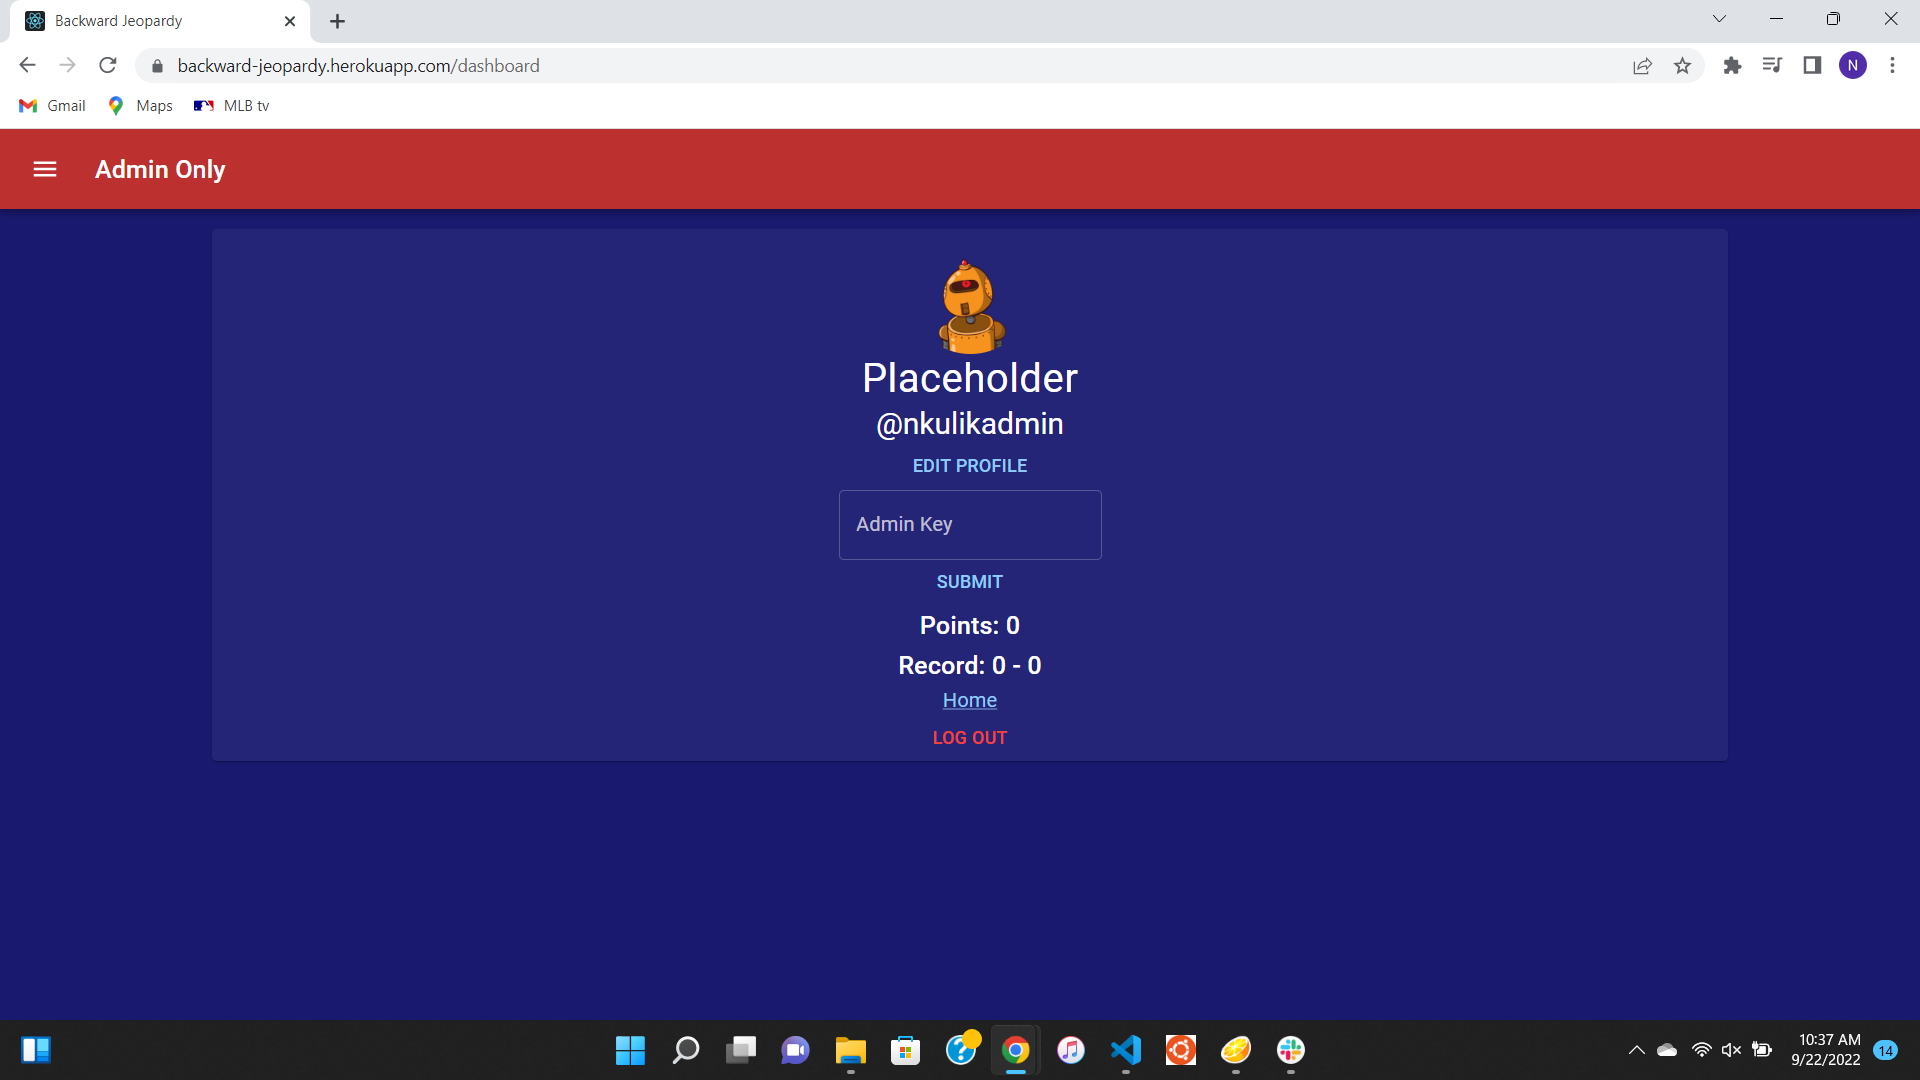 Backward Jeopardy
backward-jeopardy.herokuapp.com/dashboard
N
Gmail
Maps
MLB tv
Admin Only
Placeholder
@nkulikadmin
EDIT PROFILE
Admin Key
SUBMIT
Points: 0
Record: 0 - 0
Home
LOG OUT
10:37 AM
9/22/2022
14